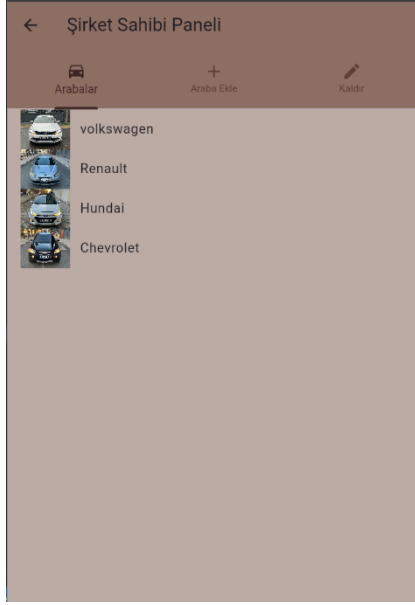 Şirket Sahibi Paneli
Arabalar
Araba Ekle
Kaldır
volkswagen
Renault
Hundai
Chevrolet